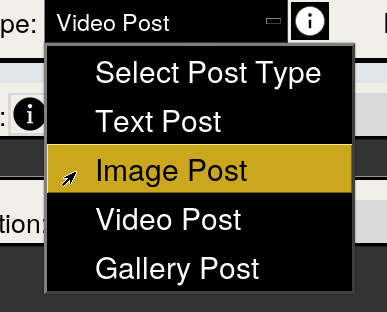 pe: Video Post i
Select Post Type
: i Text Post
Image Post
tion: Video Post
Gallery Post